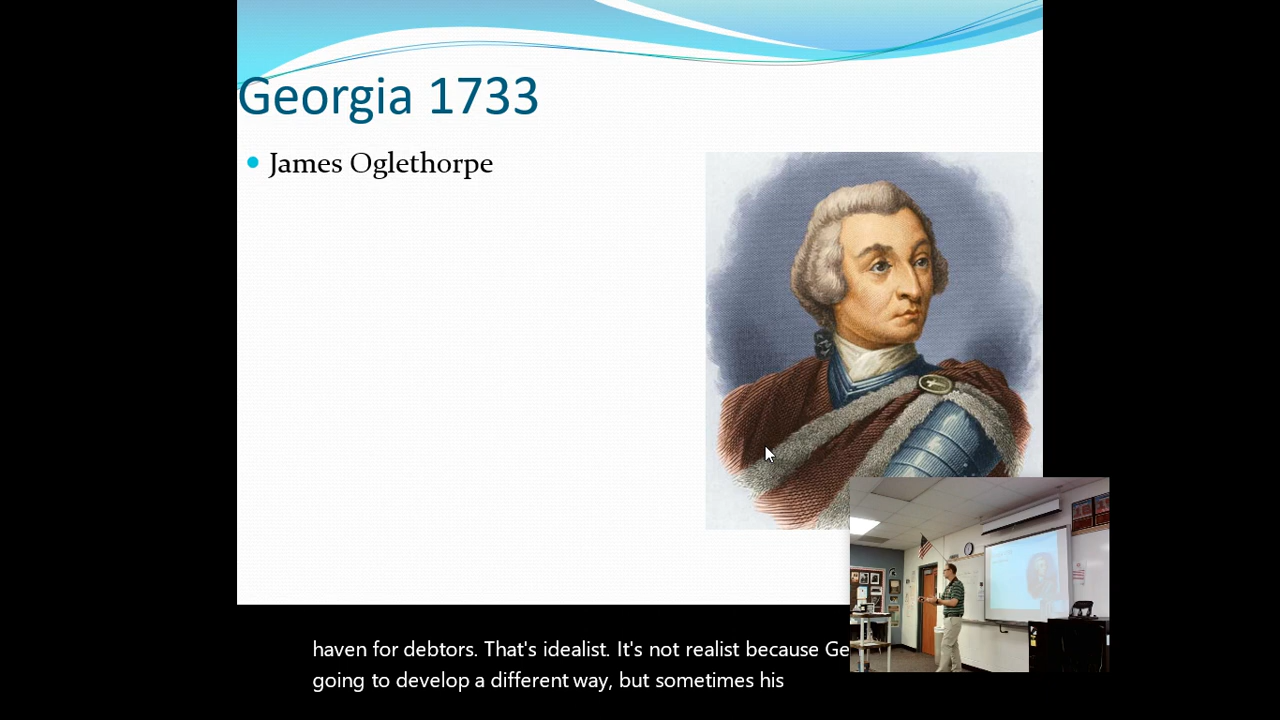 Georgia 1733
James Oglethorpe
haven for debtors. That's idealist. It's not realist because
going to develop a different way, but sometimes his